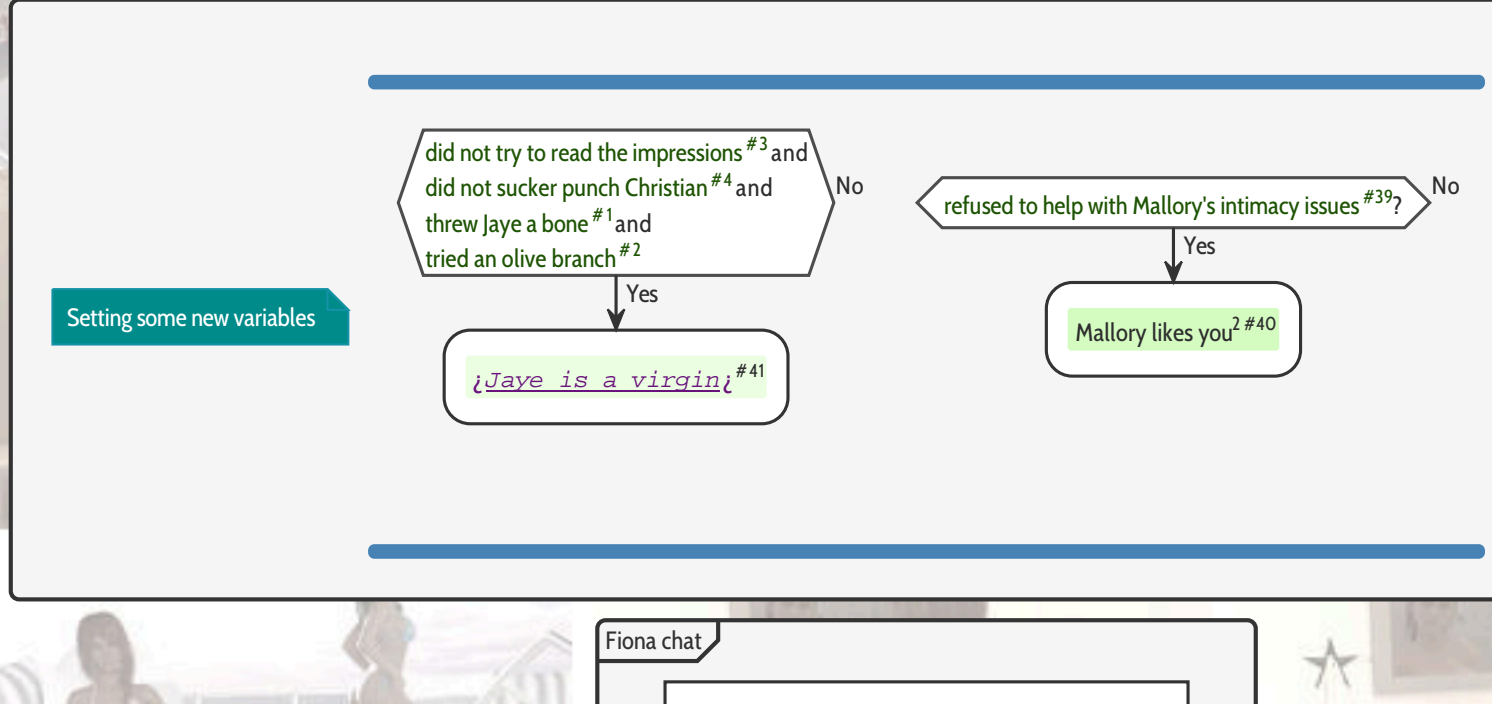 did not try to read the impressions #3 and
did not sucker punch Christian #4 and
threw Jaye a bone #1 and
tried an olive branch #2
No
Yes
¿Jaye is a virgin¿ #41
refused to help with Mallory's intimacy issues #39?
No
Yes
Mallory likes you2 #40
Setting some new variables
Fiona chat